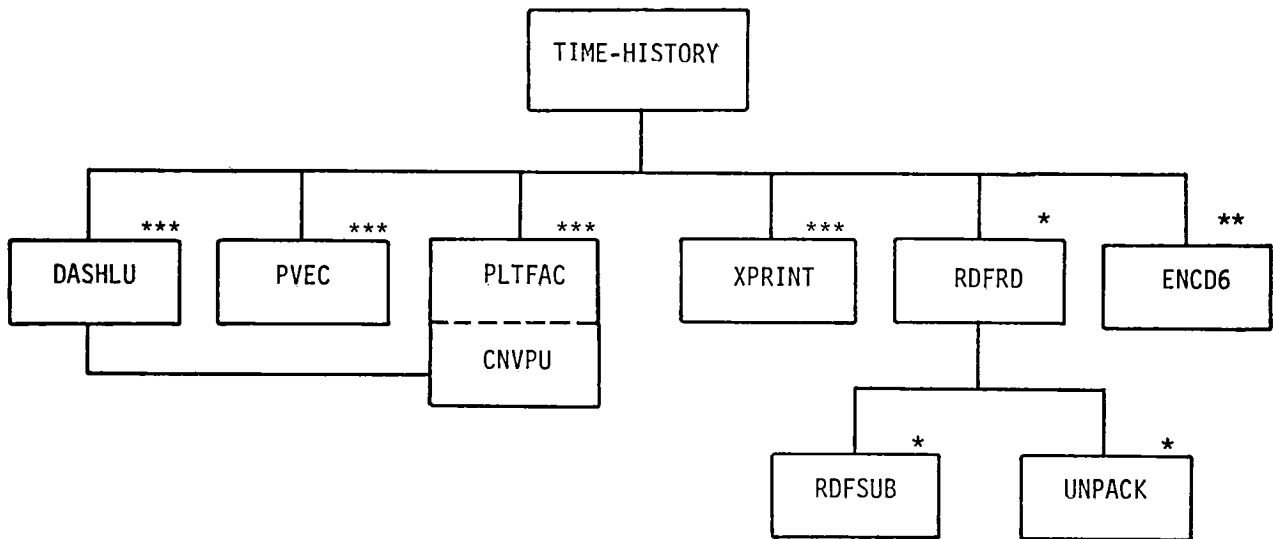 TIME-HISTORY
*** *** *** *** * **
DASHLU PVEC PLTFAC XPRINT RDFRD ENCD6
CNVPU
* *
RDFSUB UNPACK